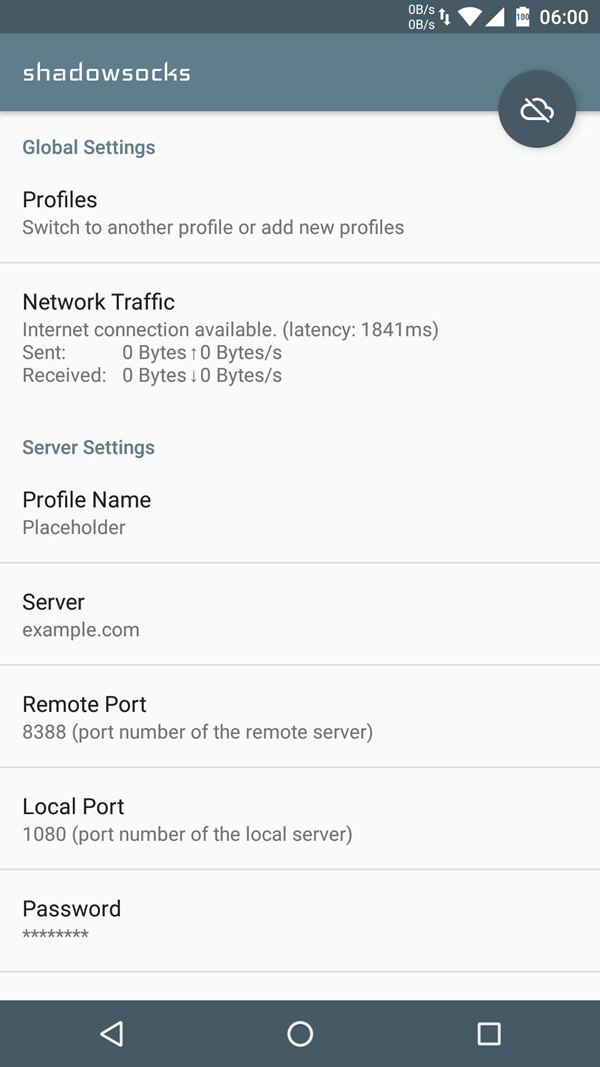 0B/s
0B/s
100
06:00
shadowsocks
Global Settings
Profiles
Switch to another profile or add new profiles
Network Traffic
Internet connection available. (latency: 1841ms)
Sent: 0 Bytes↑0 Bytes/s
Received: 0 Bytes↓0 Bytes/s
Server Settings
Profile Name
Placeholder
Server
example.com
Remote Port
8388 (port number of the remote server)
Local Port
1080 (port number of the local server)
Password
********